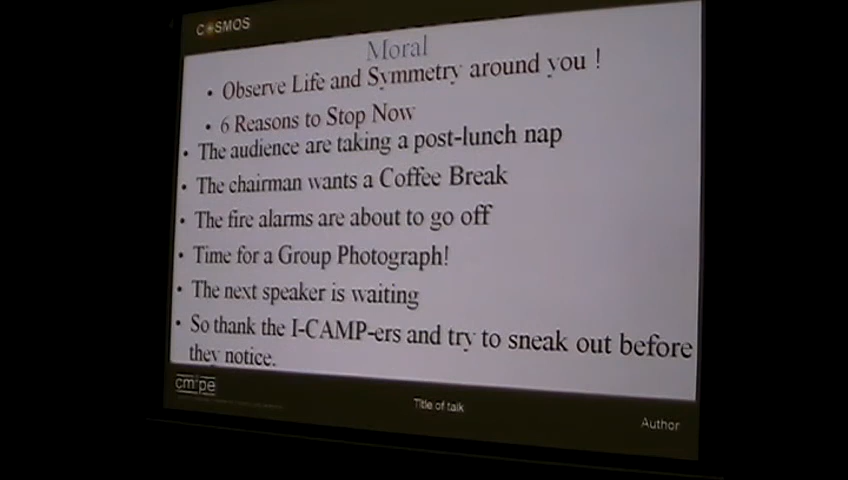 COSMOS
Moral
• Observe Life and Symmetry around you !
• 6 Reasons to Stop Now
• The audience are taking a post-lunch nap
• The chairman wants a Coffee Break
• The fire alarms are about to go off
• Time for a Group Photograph!
• The next speaker is waiting
• So thank the I-CAMP-ers and try to sneak out before
they notice.
cmpe
Title of talk
Author